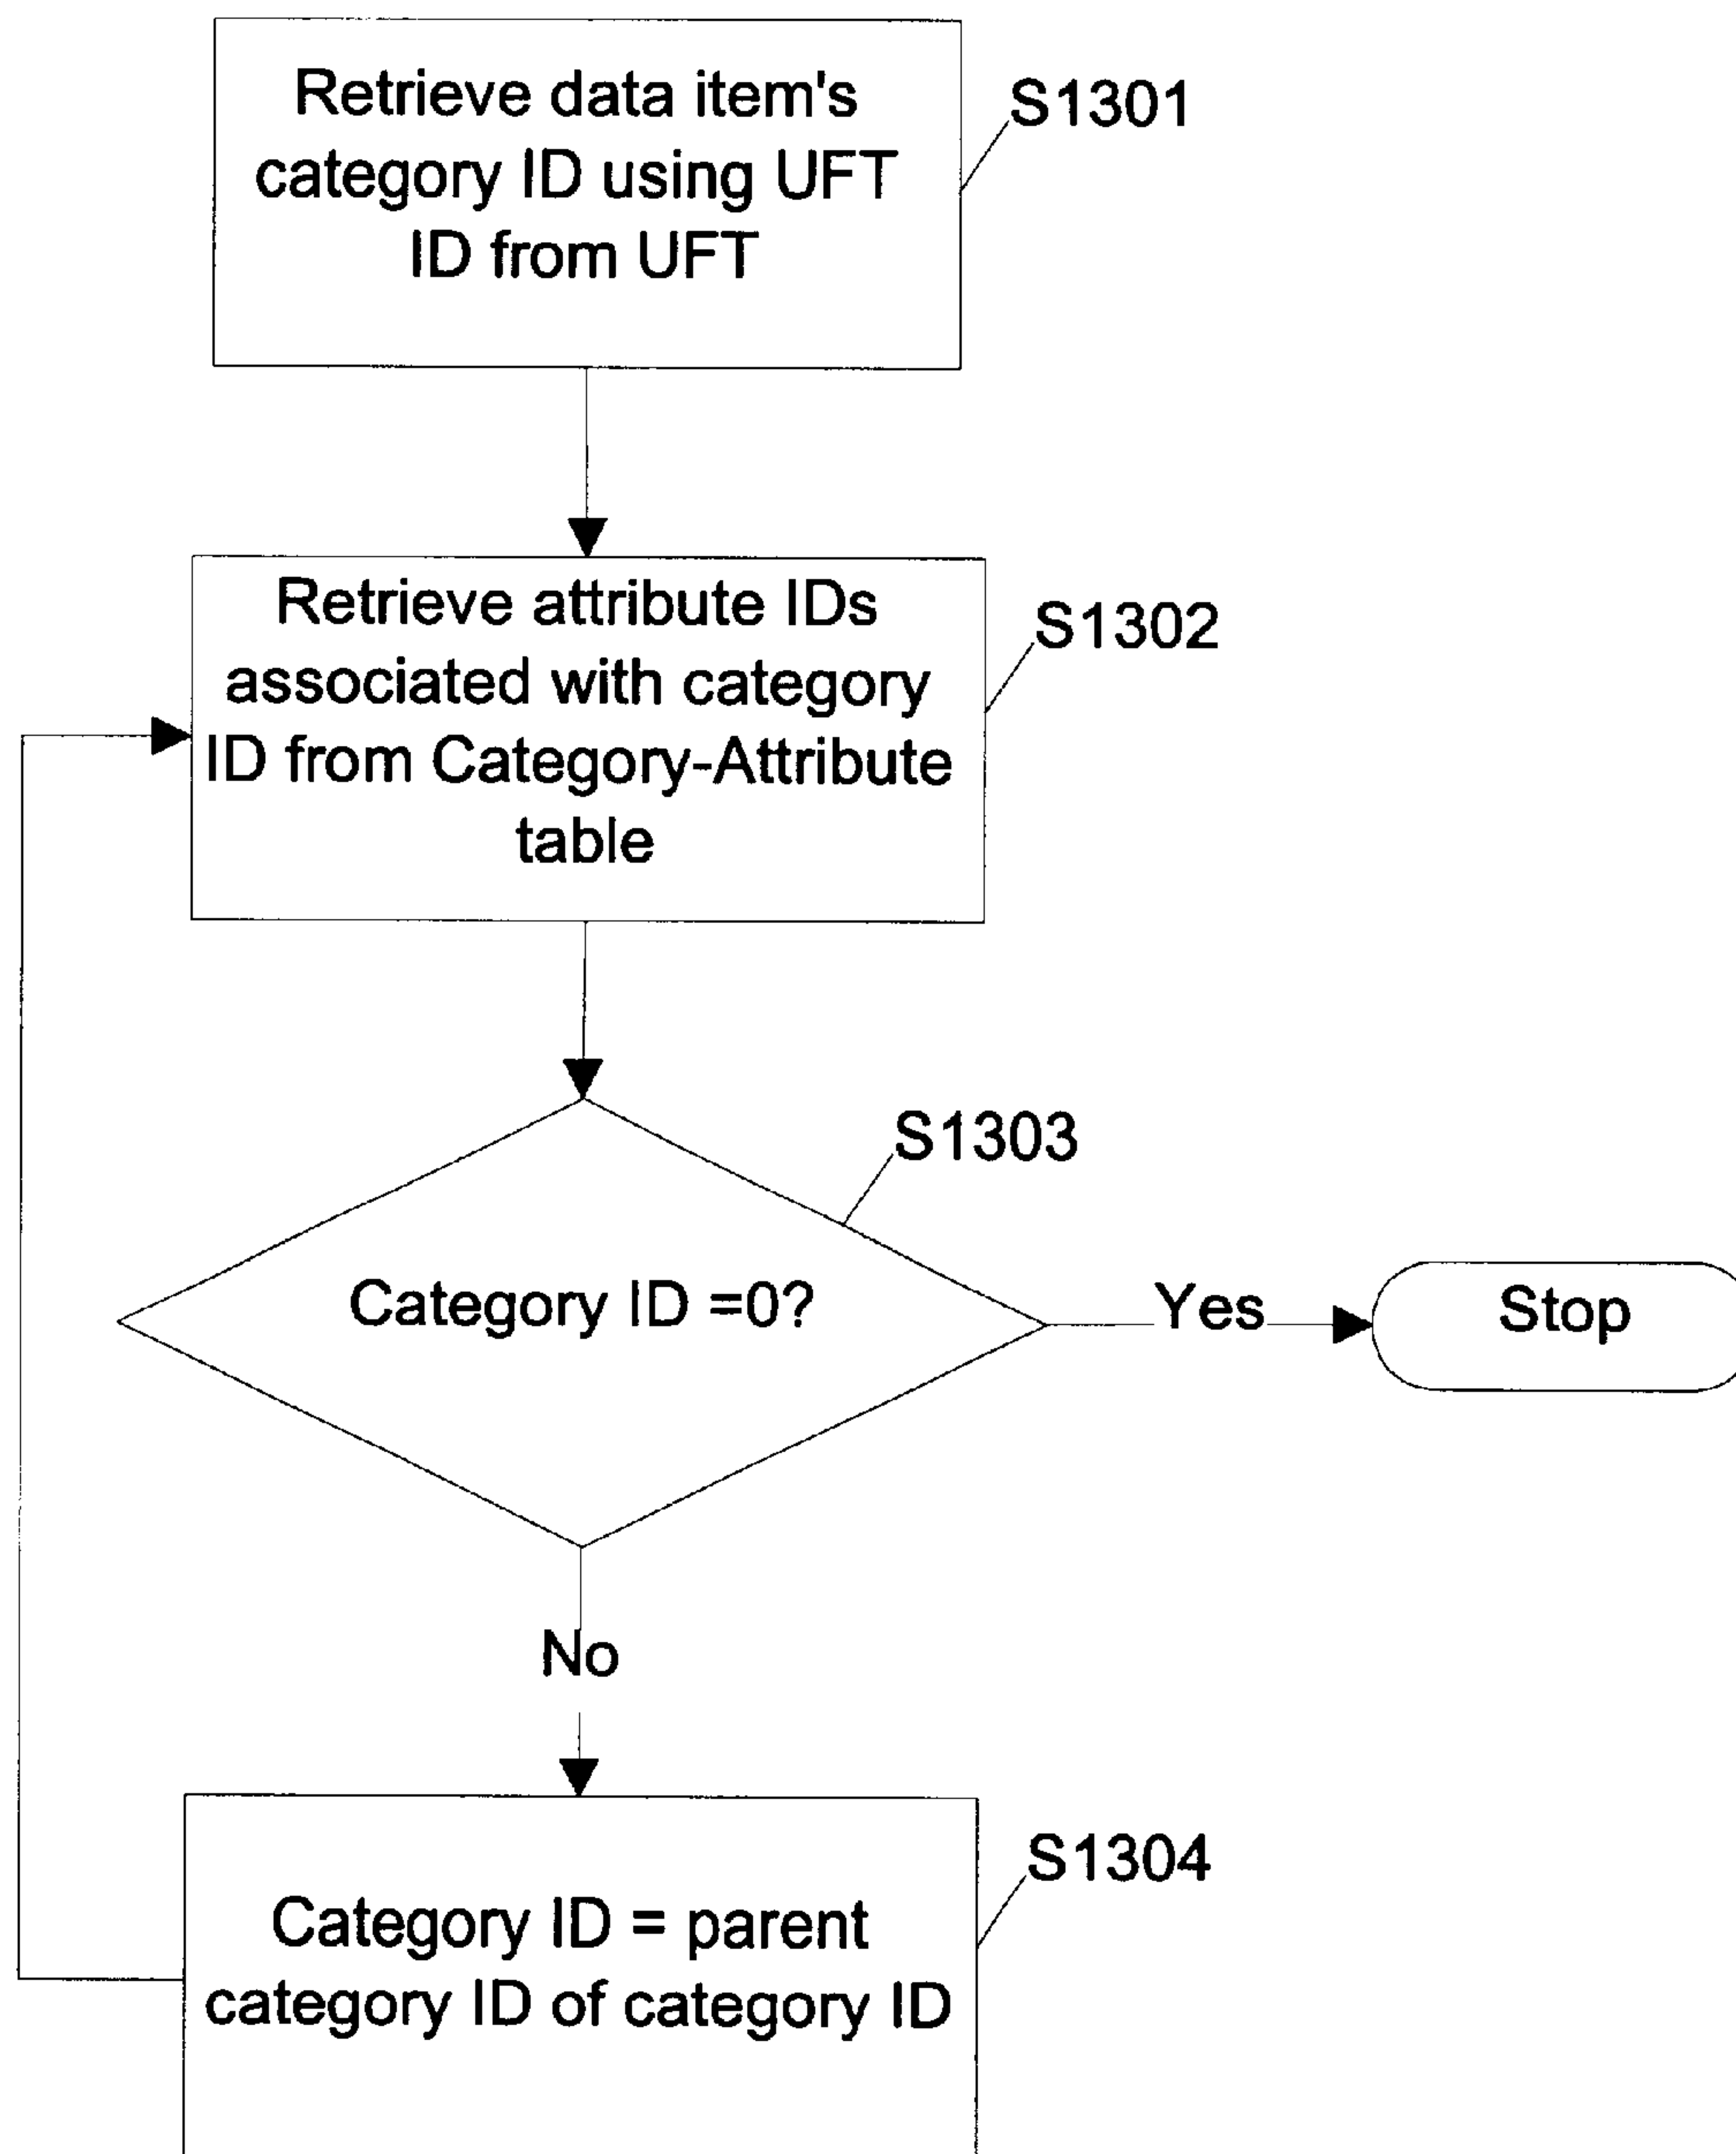 Retrieve data item's
category ID using UFT
ID from UFT
S1301
Retrieve attribute IDs
associated with category
ID from Category-Attribute
table
S1302
S1303
Category ID =0?
Yes
Stop
No
S1304
Category ID = parent
category ID of category ID